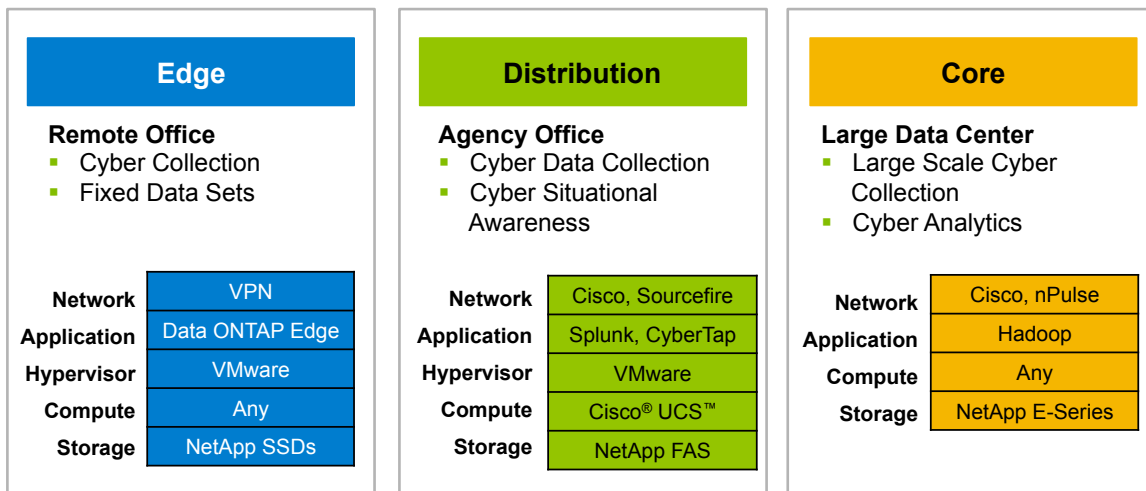 Edge
Remote Office
▪ Cyber Collection
▪ Fixed Data Sets
Network VPN
Application Data ONTAP Edge
Hypervisor VMware
Compute Any
Storage NetApp SSDs
Distribution
Agency Office
▪ Cyber Data Collection
▪ Cyber Situational
Awareness
Network Cisco, Sourcefire
Application Splunk, CyberTap
Hypervisor VMware
Compute Cisco® UCS™
Storage NetApp FAS
Core
Large Data Center
▪ Large Scale Cyber
Collection
▪ Cyber Analytics
Network Cisco, nPulse
Application Hadoop
Compute Any
Storage NetApp E-Series